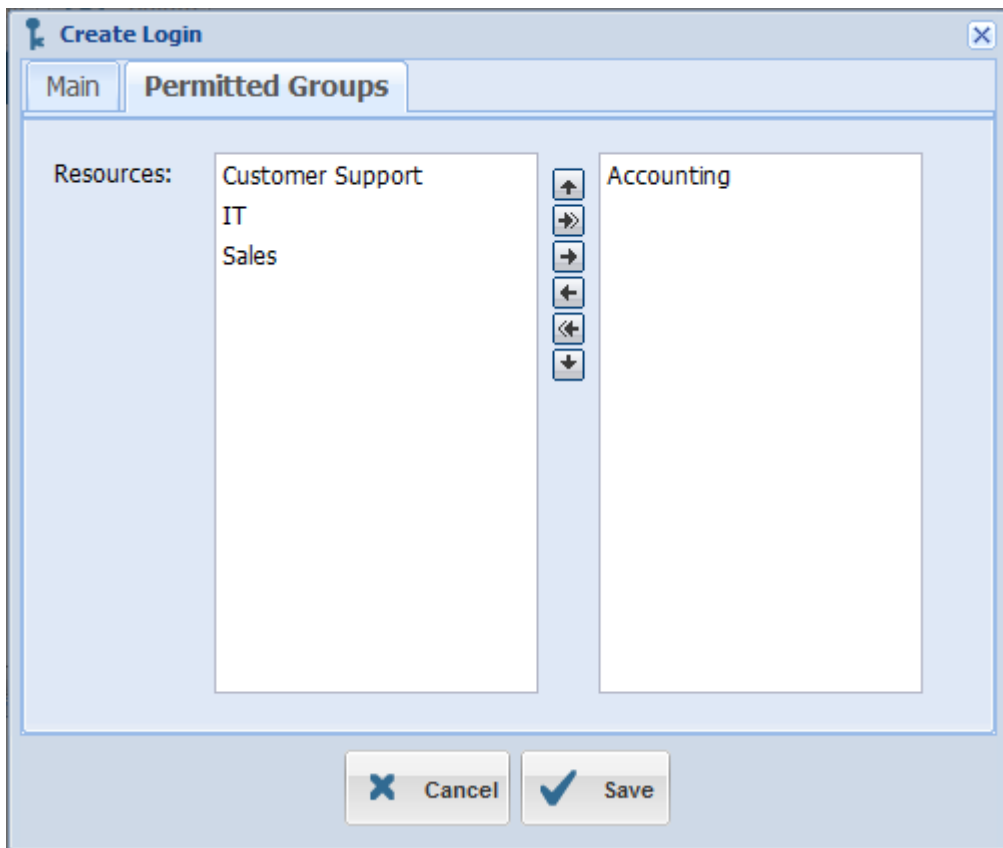 Create Login
Main
Permitted Groups
Resources:
Customer Support
IT
Sales
Accounting
Cancel
Save